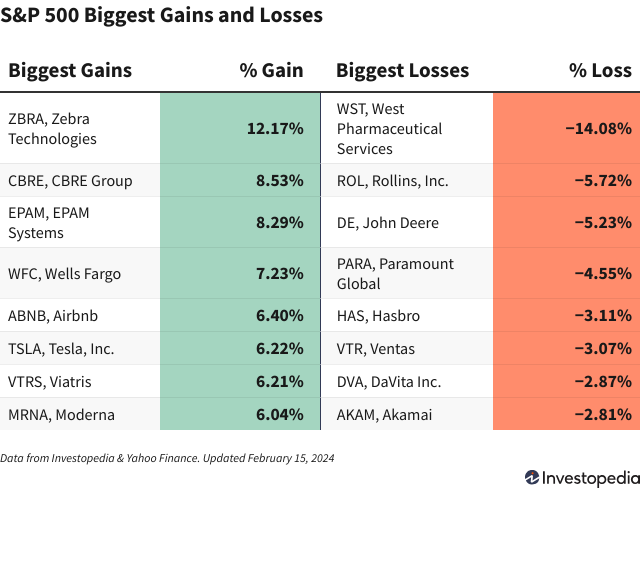 S&P 500 Biggest Gains and Losses
Biggest Gains % Gain Biggest Losses % Loss
ZBRA, Zebra
Technologies
12.17%
WST, West
Pharmaceutical
Services
−14.08%
CBRE, CBRE Group 8.53% ROL, Rollins, Inc. −5.72%
EPAM, EPAM
Systems
8.29%
DE, John Deere −5.23%
WFC, Wells Fargo 7.23%
PARA, Paramount
Global
−4.55%
ABNB, Airbnb 6.40% HAS, Hasbro −3.11%
TSLA, Tesla, Inc. 6.22% VTR, Ventas −3.07%
VTRS, Viatris 6.21% DVA, DaVita Inc. −2.87%
MRNA, Moderna 6.04% AKAM, Akamai −2.81%
Data from Investopedia & Yahoo Finance. Updated February 15, 2024
Investopedia